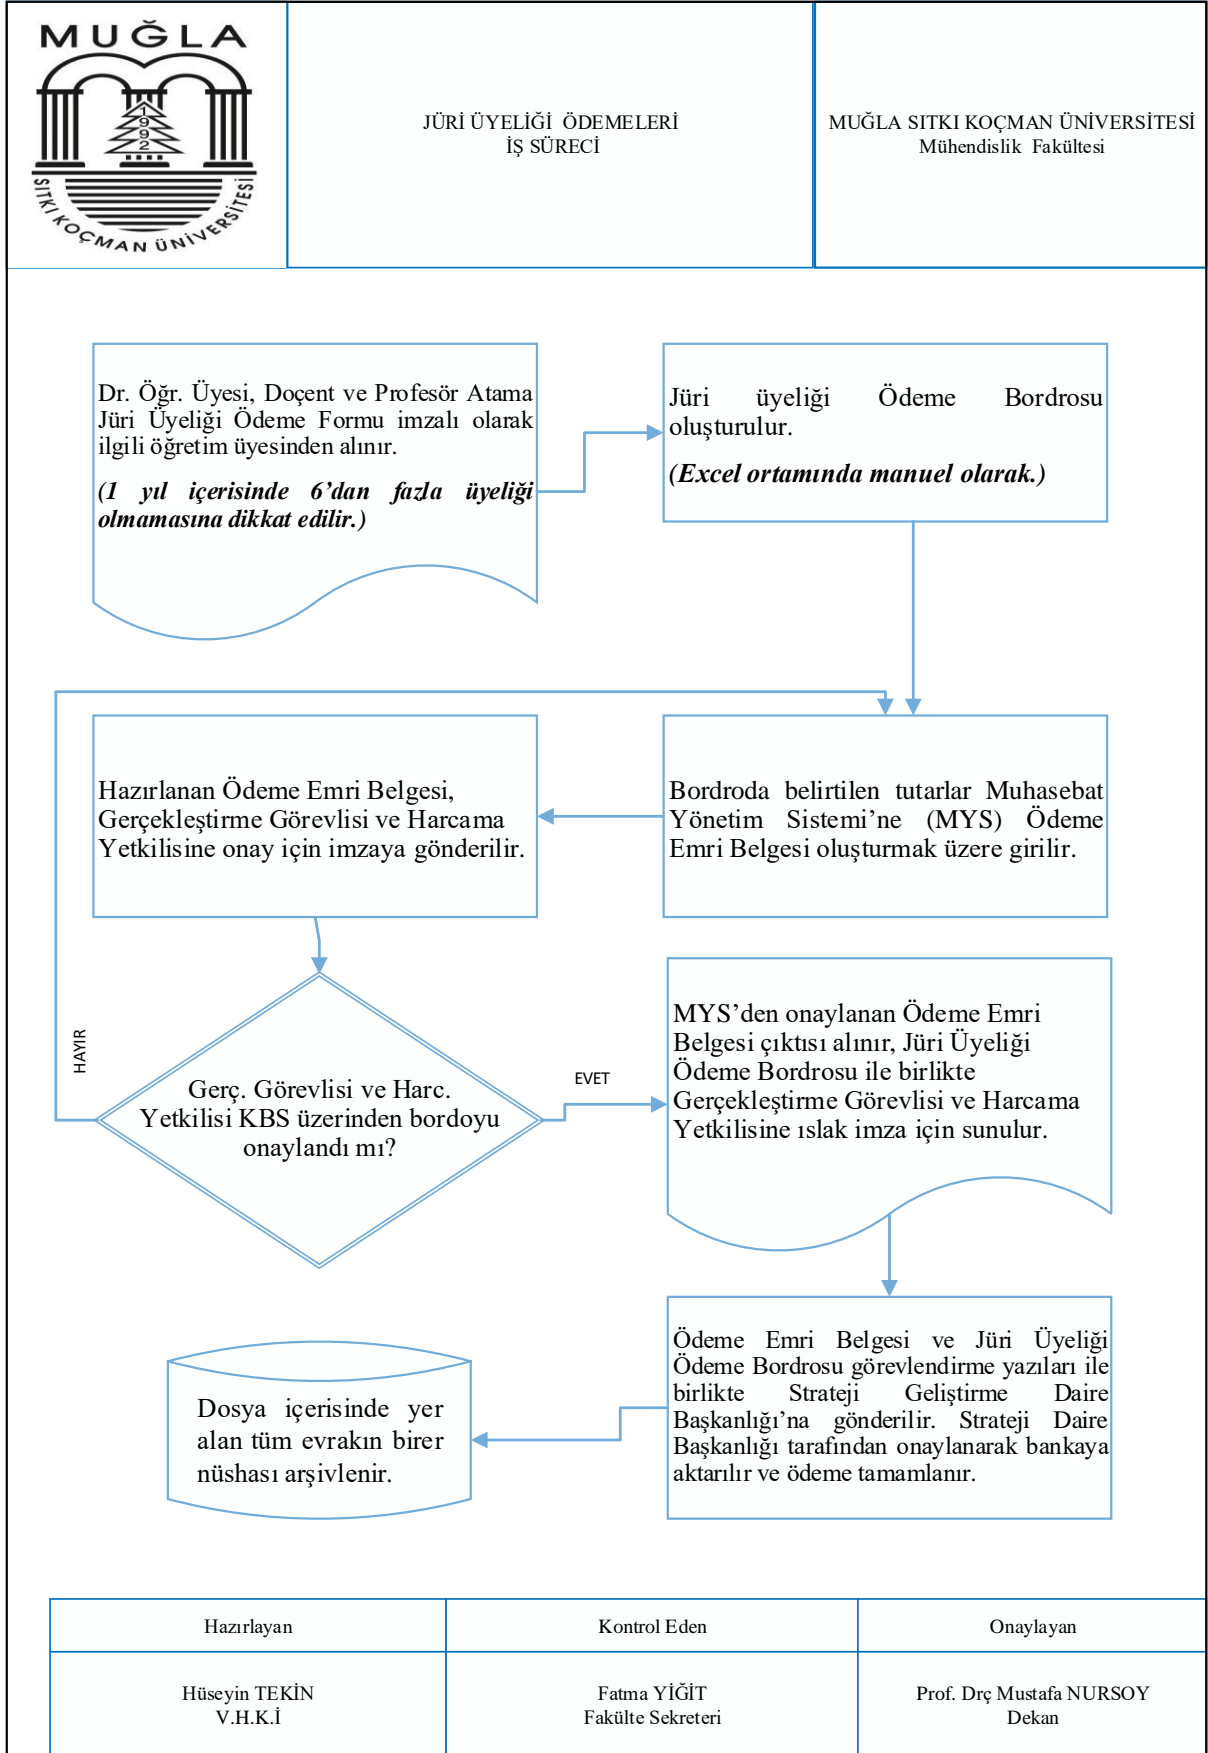 MUĞLA
1992
SITKI KOÇMAN ÜNİVERSİTESİ
JÜRİ ÜYELİĞİ ÖDEMELERİ
İŞ SÜRECİ
MUĞLA SITKI KOÇMAN ÜNİVERSİTESİ
Mühendislik Fakültesi
Dr. Öğr. Üyesi, Doçent ve Profesör Atama
Jüri Üyeliği Ödeme Formu imzalı olarak
ilgili öğretim üyesinden alınır.
(1 yıl içerisinde 6’dan fazla üyeliği
olmamasına dikkat edilir.)
Jüri üyeliği Ödeme Bordrosu
oluşturulur.
(Excel ortamında manuel olarak.)
Hazırlanan Ödeme Emri Belgesi,
Gerçekleştirme Görevlisi ve Harcama
Yetkilisine onay için imzaya gönderilir.
Bordroda belirtilen tutarlar Muhasebat
Yönetim Sistemi’ne (MYS) Ödeme
Emri Belgesi oluşturmak üzere girilir.
HAYIR
Gerç. Görevlisi ve Harc.
Yetkilisi KBS üzerinden bordoyu
onaylandı mı?
EVET
MYS’den onaylanan Ödeme Emri
Belgesi çıktısı alınır, Jüri Üyeliği
Ödeme Bordrosu ile birlikte
Gerçekleştirme Görevlisi ve Harcama
Yetkilisine ıslak imza için sunulur.
Ödeme Emri Belgesi ve Jüri Üyeliği
Ödeme Bordrosu görevlendirme yazıları ile
birlikte Strateji Geliştirme Daire
Başkanlığı’na gönderilir. Strateji Daire
Başkanlığı tarafından onaylanarak bankaya
aktarılır ve ödeme tamamlanır.
Dosya içerisinde yer
alan tüm evrakın birer
nüshası arşivlenir.
Hazırlayan
Kontrol Eden
Onaylayan
Hüseyin TEKİN
V.H.K.İ
Fatma YİĞİT
Fakülte Sekreteri
Prof. Drç Mustafa NURSOY
Dekan